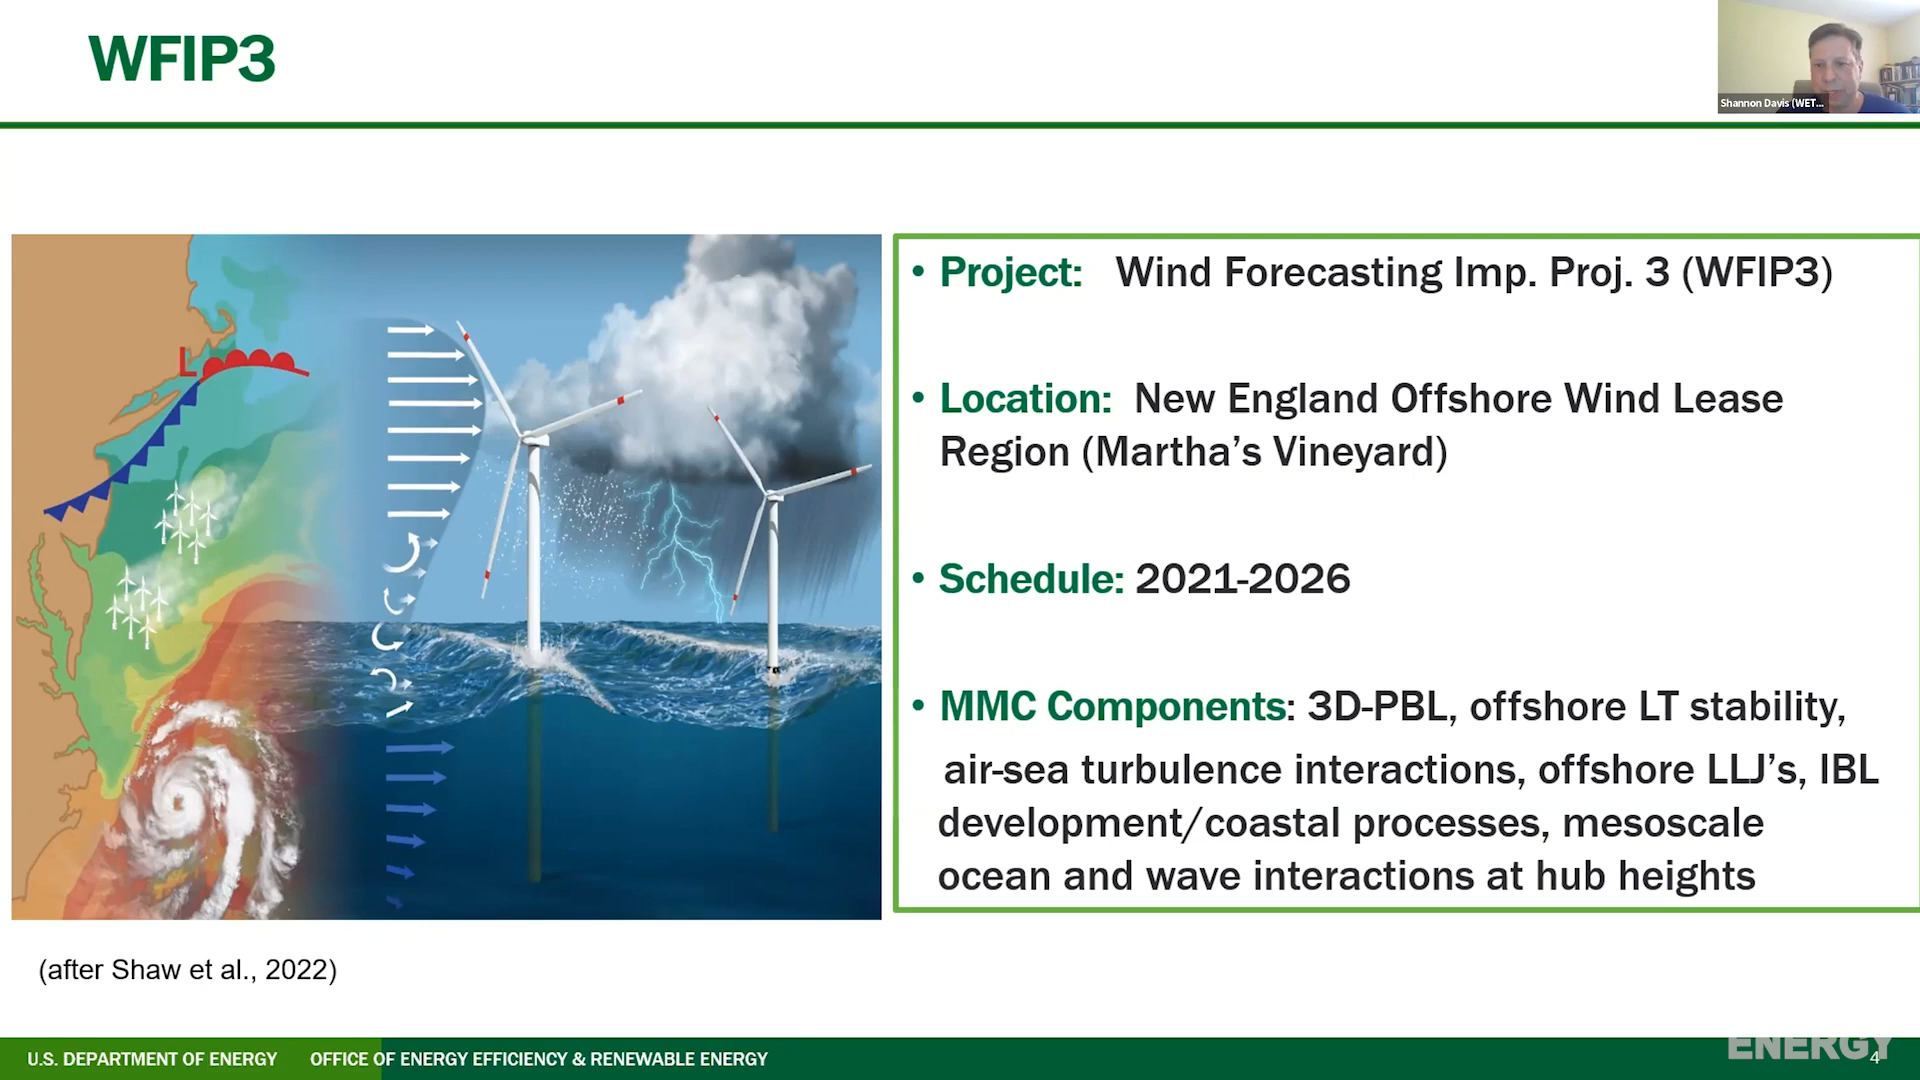 WFIP3
Shannon Davis (WET...
• Project: Wind Forecasting Imp. Proj. 3 (WFIP3)
• Location: New England Offshore Wind Lease
Region (Martha’s Vineyard)
• Schedule: 2021-2026
• MMC Components: 3D-PBL, offshore LT stability,
air-sea turbulence interactions, offshore LLJ’s, IBL
development/coastal processes, mesoscale
ocean and wave interactions at hub heights
L
(after Shaw et al., 2022)
U.S. DEPARTMENT OF ENERGY OFFICE OF ENERGY EFFICIENCY & RENEWABLE ENERGY
ENERGY
4